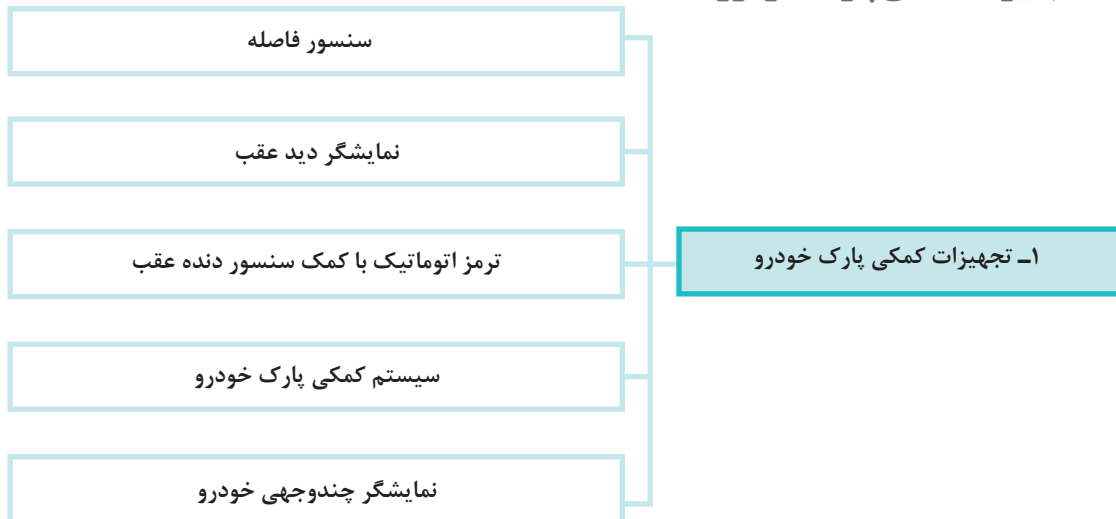 ۱ـ تجهیزات کمکی پارک خودرو
سنسور فاصله
نمایشگر دید عقب
ترمز اتوماتیک با کمک سنسور دنده عقب
سیستم کمکی پارک خودرو
نمایشگر چندوجهی خودرو